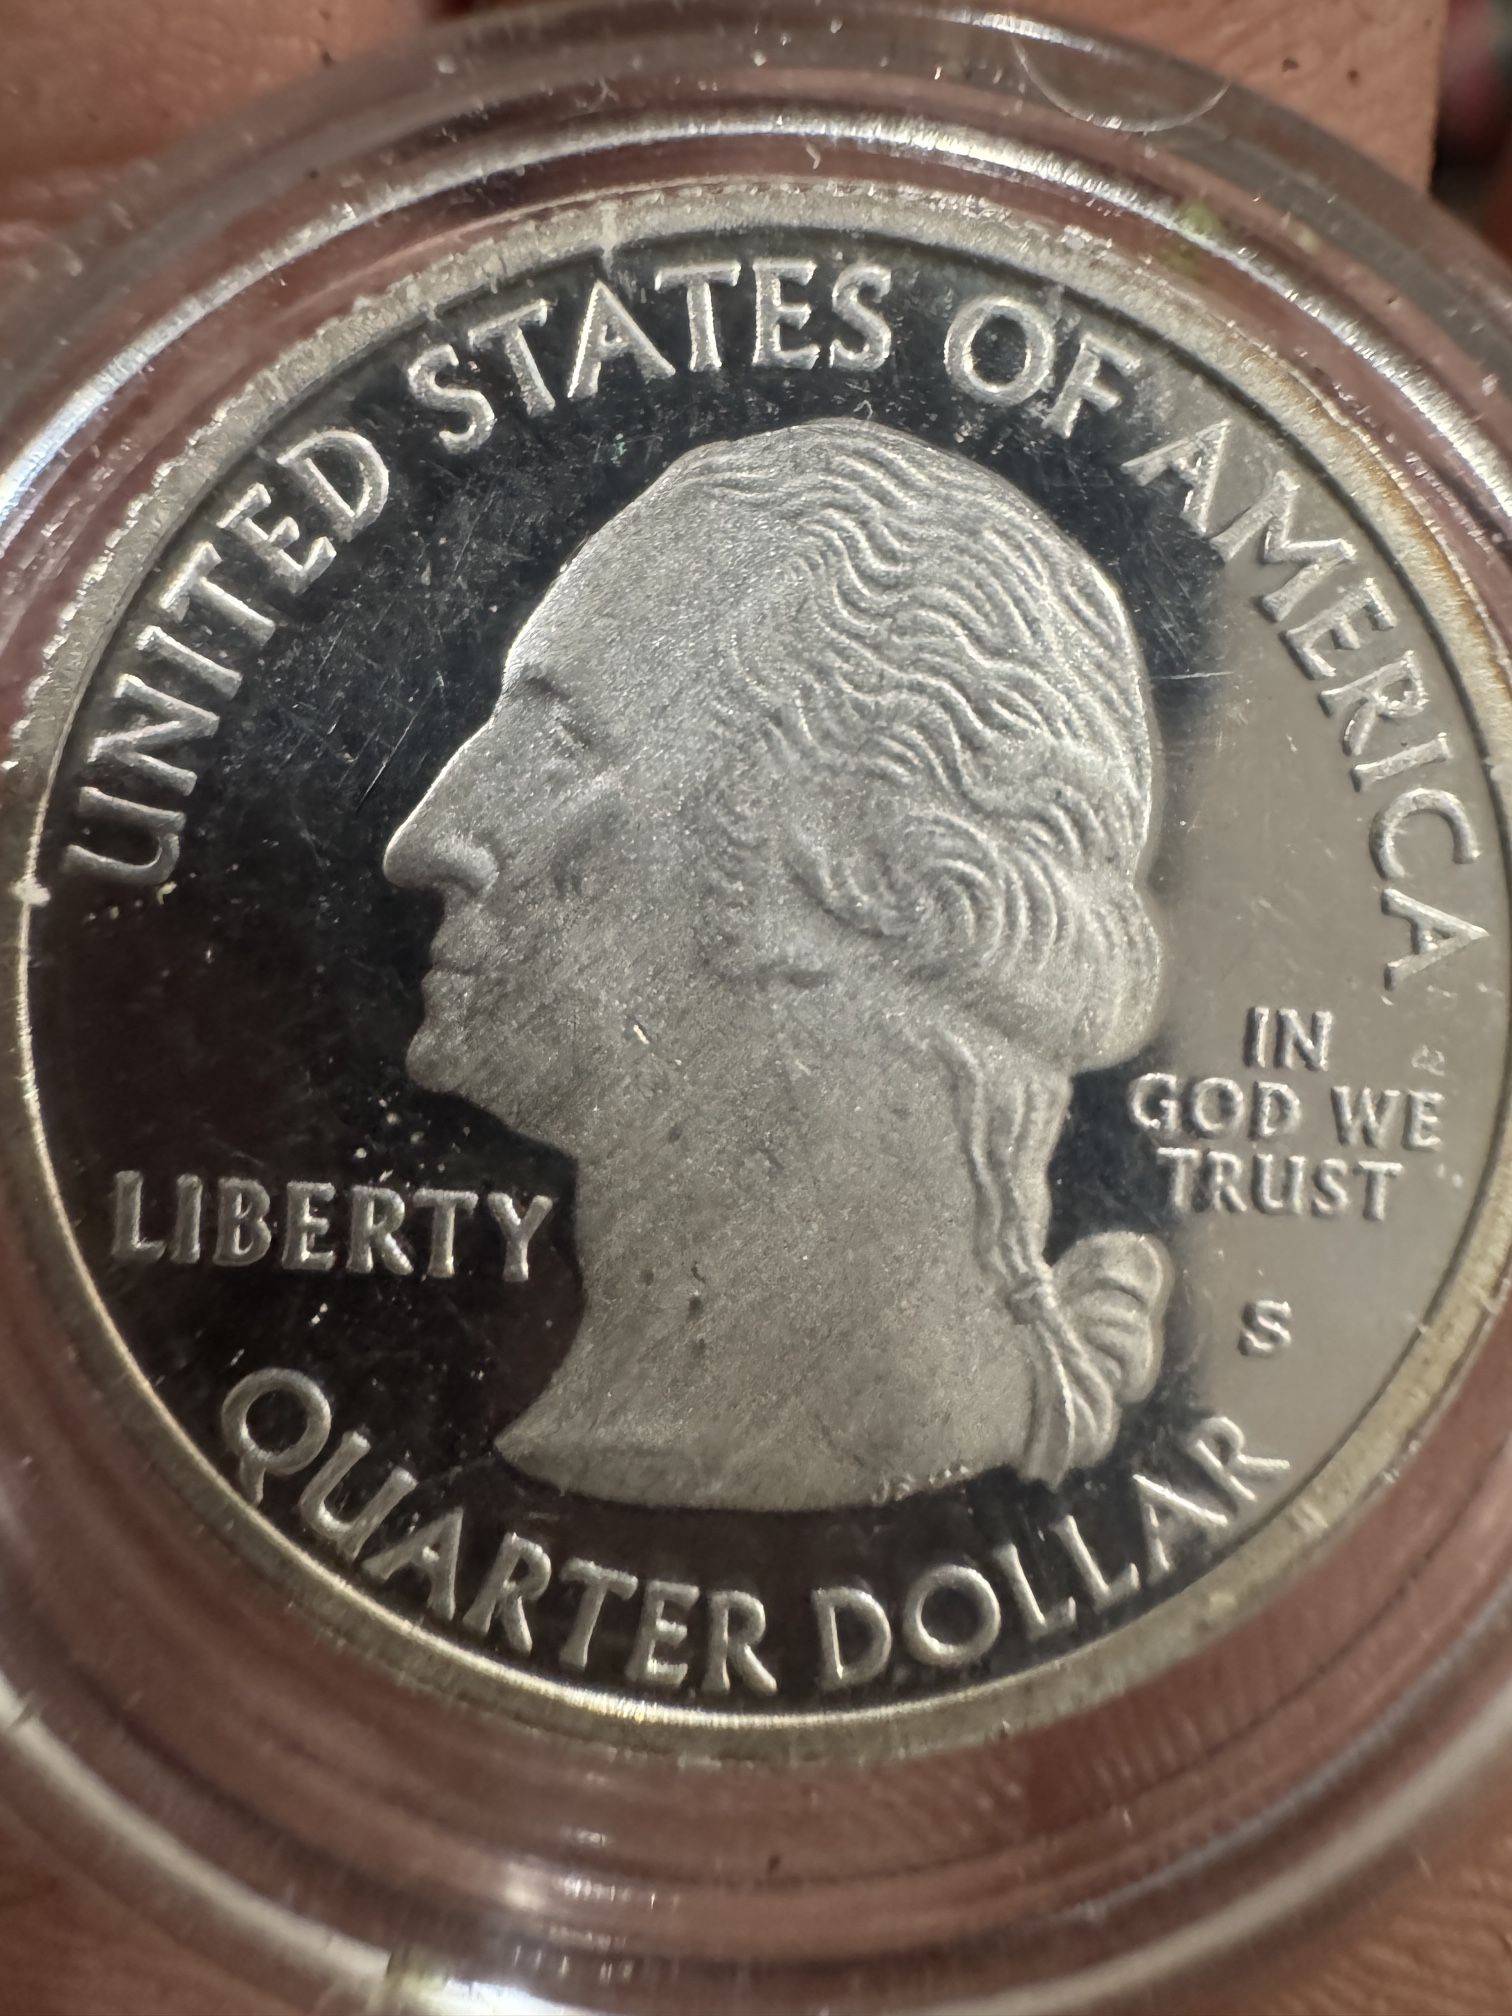 UNITED STATES OF AMERICA
LIBERTY
IN
GOD WE
TRUST
S
QUARTER DOLLAR